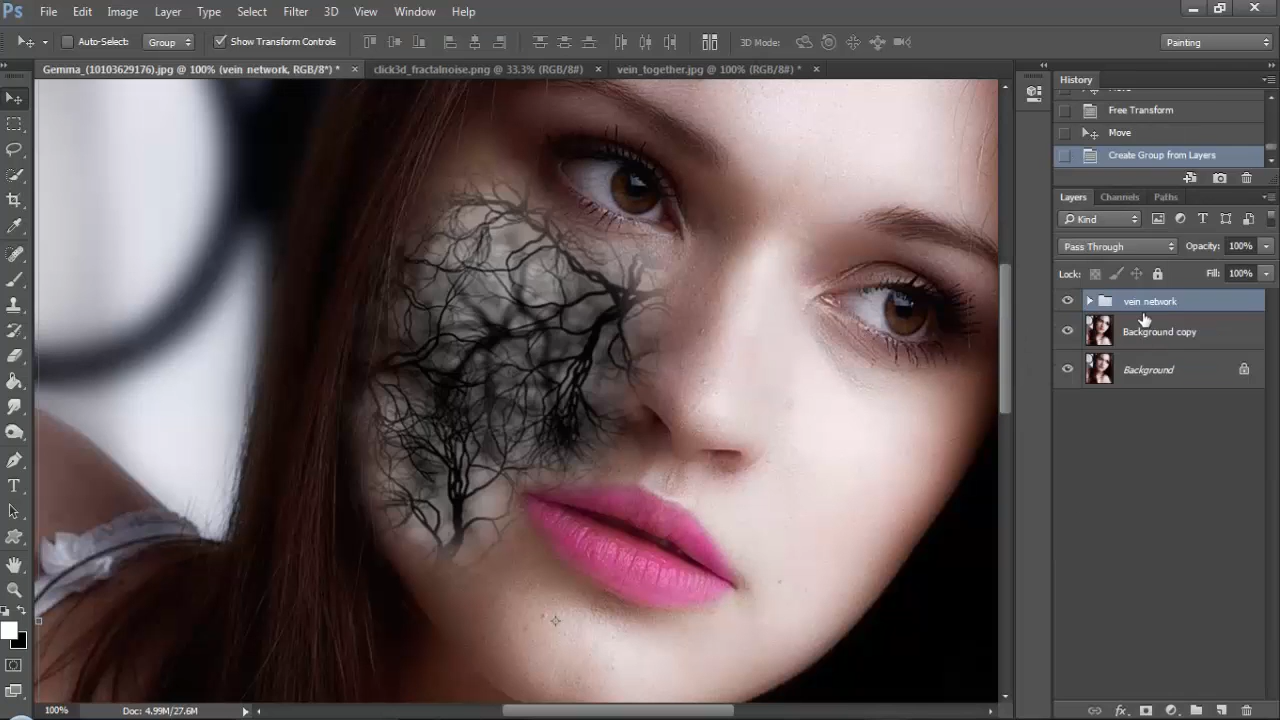 Ps File Edit Image Layer Type Select Filter 3D View Window Help
Auto-Select: Group Show Transform Controls 3D Mode: Painting
Gemma_(10103629176).jpg @ 100% (vein network, RGB/8*) * × click3d_fractalnoise.png @ 33.3% (RGB/8#) × vein_together.jpg @ 100% (RGB/8#) * ×
History
Free Transform
Move
Create Group from Layers
Layers Channels Paths
Kind
Pass Through Opacity: 100%
Lock: Fill: 100%
vein network
Background copy
Background
100% Doc: 4.99M/27.6M